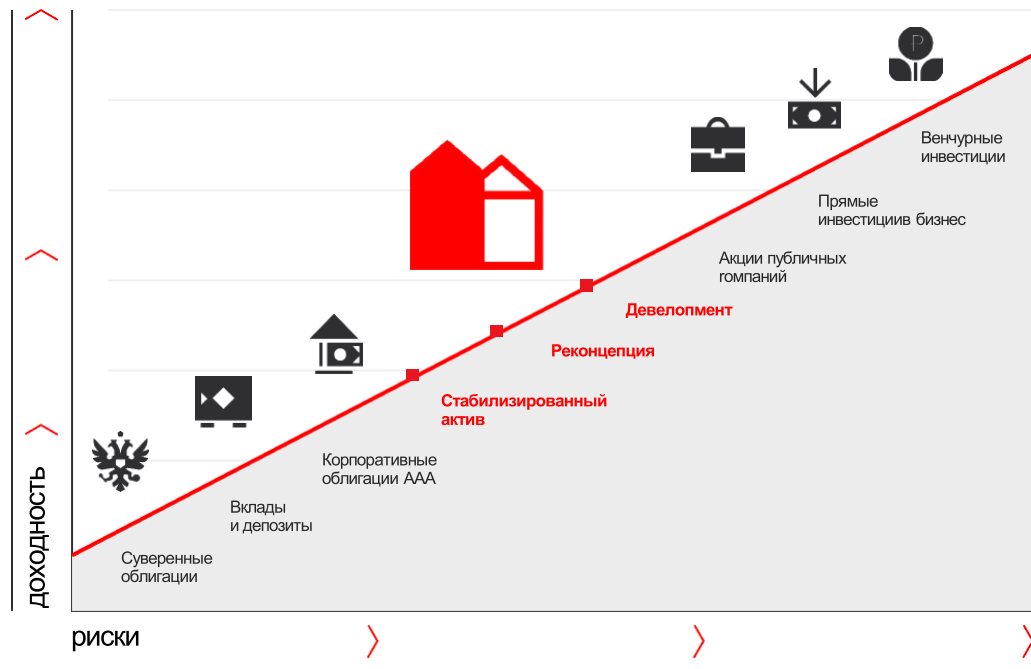 Венчурные
инвестиции
Прямые
инвестициив бизнес
Акции публичных
гомпаний
Девелопмент
Реконцепция
Стабилизированный
актив
Корпоративные
облигации ААА
Вклады
и депозиты
Суверенные
облигации
доходность
риски